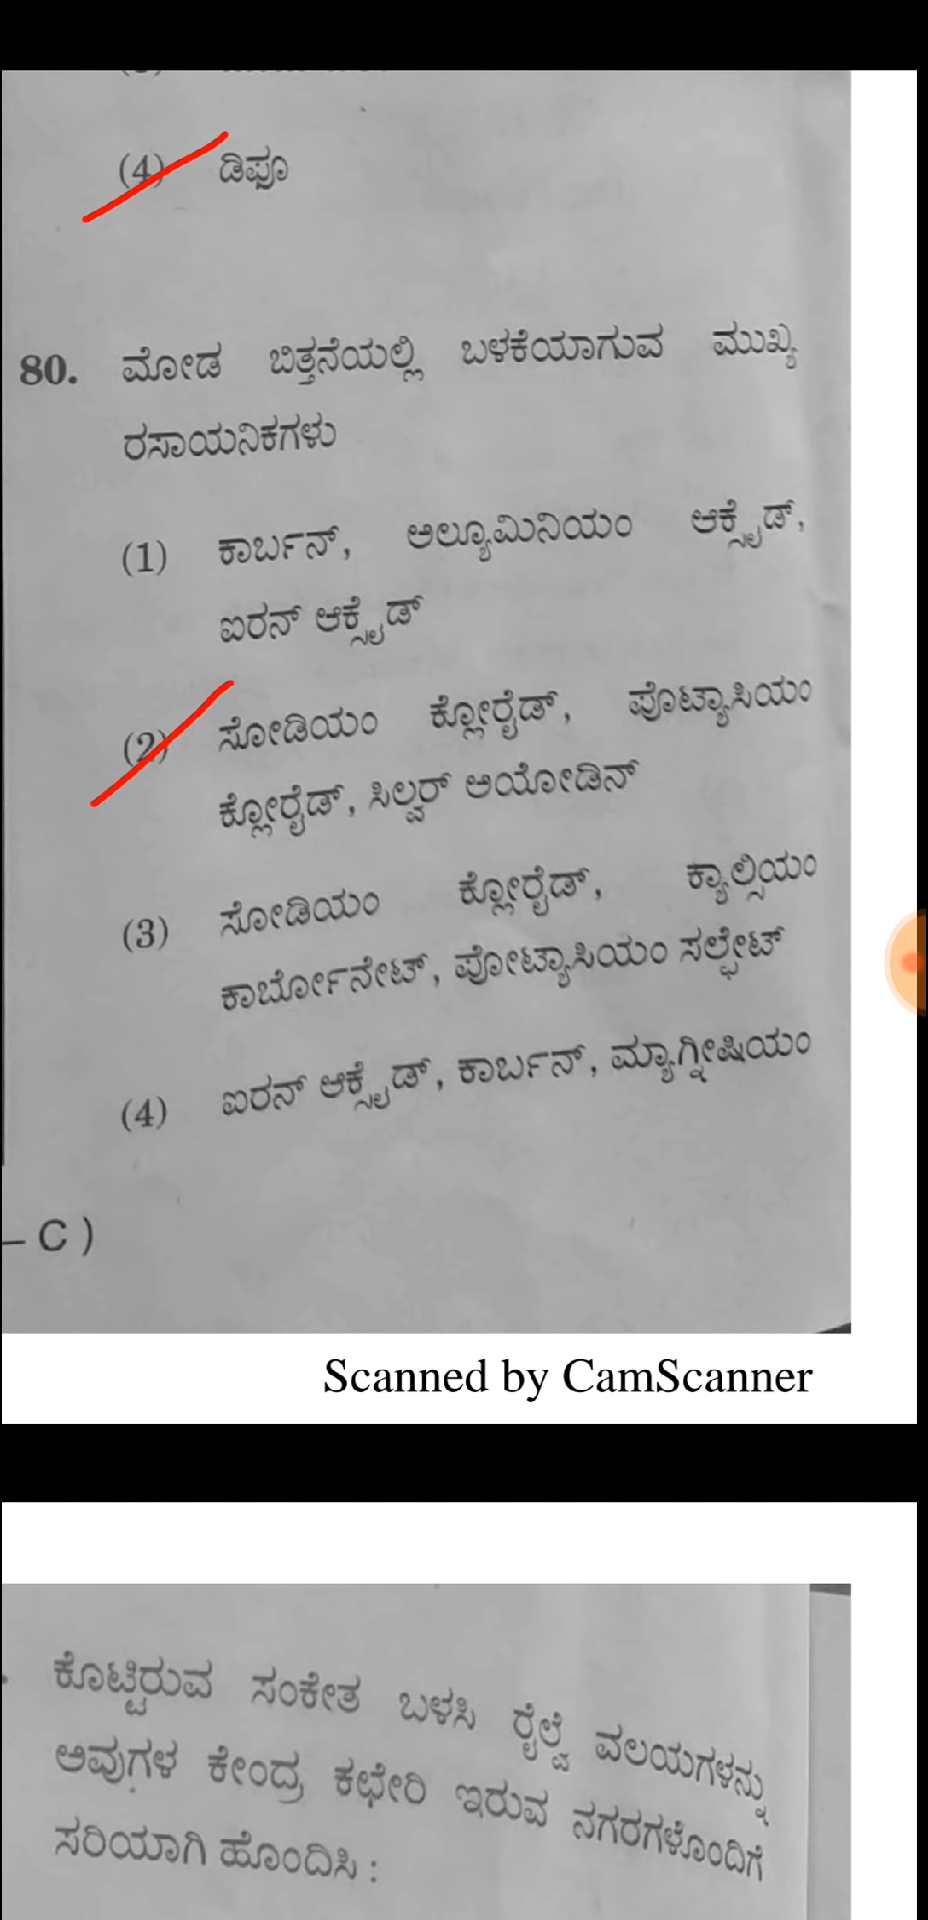 (4) ಡಿಫೂ
80. ಮೋಡ ಬಿತ್ತನೆಯಲ್ಲಿ ಬಳಕೆಯಾಗುವ ಮುಖ್ಯ
ರಸಾಯನಿಕಗಳು
(1) ಕಾರ್ಬನ್, ಅಲ್ಯೂಮಿನಿಯಂ ಆಕ್ಸೈಡ್,
ಐರನ್ ಆಕ್ಸೈಡ್
(2) ಸೋಡಿಯಂ ಕ್ಲೋರೈಡ್, ಪೊಟ್ಯಾಸಿಯಂ
ಕ್ಲೋರೈಡ್, ಸಿಲ್ವರ್ ಅಯೋಡಿನ್
(3) ಸೋಡಿಯಂ ಕ್ಲೋರೈಡ್, ಕ್ಯಾಲ್ಸಿಯಂ
ಕಾರ್ಬೋನೇಟ್, ಪೋಟ್ಯಾಸಿಯಂ ಸಲ್ಫೇಟ್
(4) ಐರನ್ ಆಕ್ಸೈಡ್, ಕಾರ್ಬನ್, ಮ್ಯಾಗ್ನೀಷಿಯಂ
– C )
Scanned by CamScanner
ಕೊಟ್ಟಿರುವ ಸಂಕೇತ ಬಳಸಿ ರೈಲ್ವೆ ವಲಯಗಳನ್ನು
ಅವುಗಳ ಕೇಂದ್ರ ಕಛೇರಿ ಇರುವ ನಗರಗಳೊಂದಿಗೆ
ಸರಿಯಾಗಿ ಹೊಂದಿಸಿ :